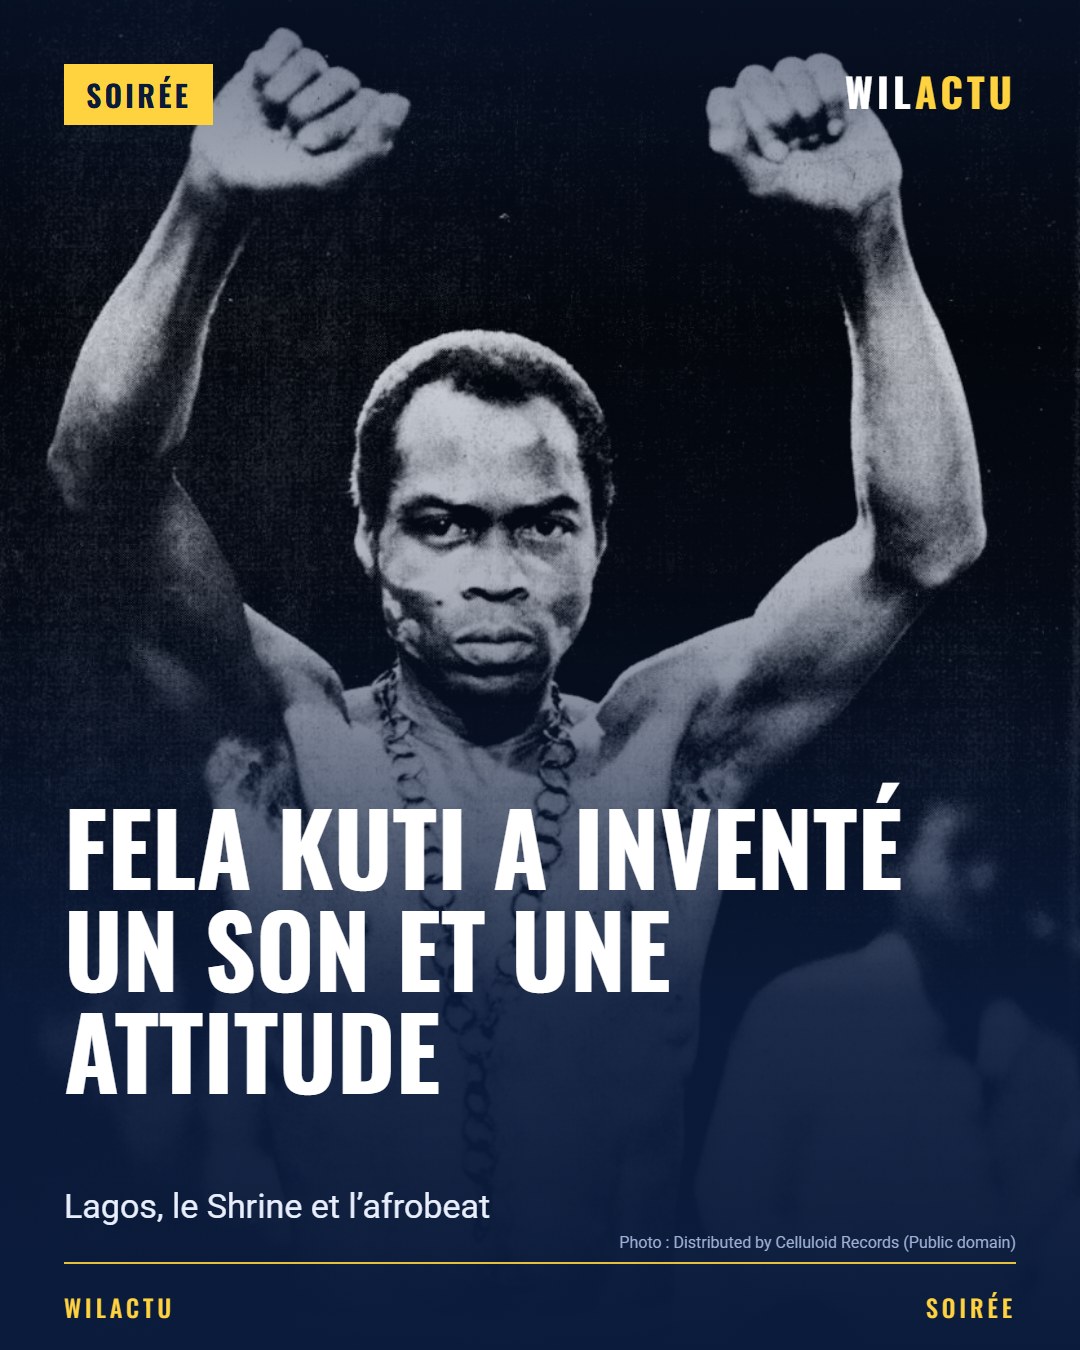 SOIRÉE
WILACTU
FELA KUTI A INVENTÉ
UN SON ET UNE
ATTITUDE
Lagos, le Shrine et l’afrobeat
Photo : Distributed by Celluloid Records (Public domain)
WILACTU
SOIRÉE